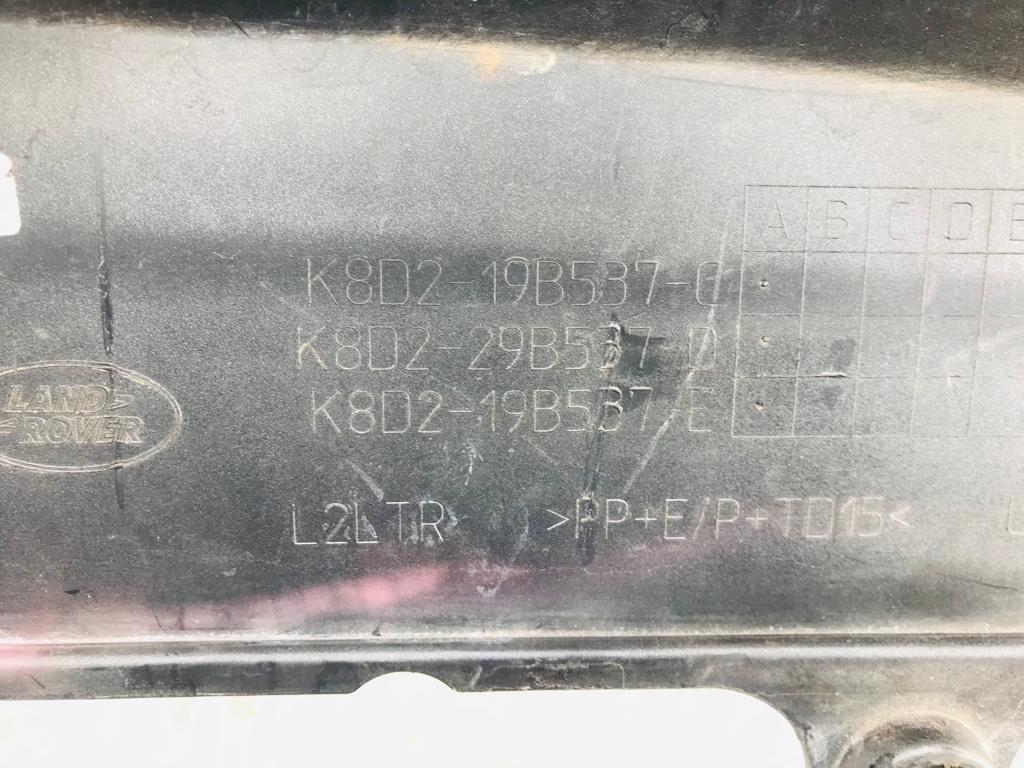 A B C D E
K8D2-19B537-C
K8D2-29B537-D
K8D2-19B537-E
LAND
ROVER
L2LTR >PP+E/P+TD15<